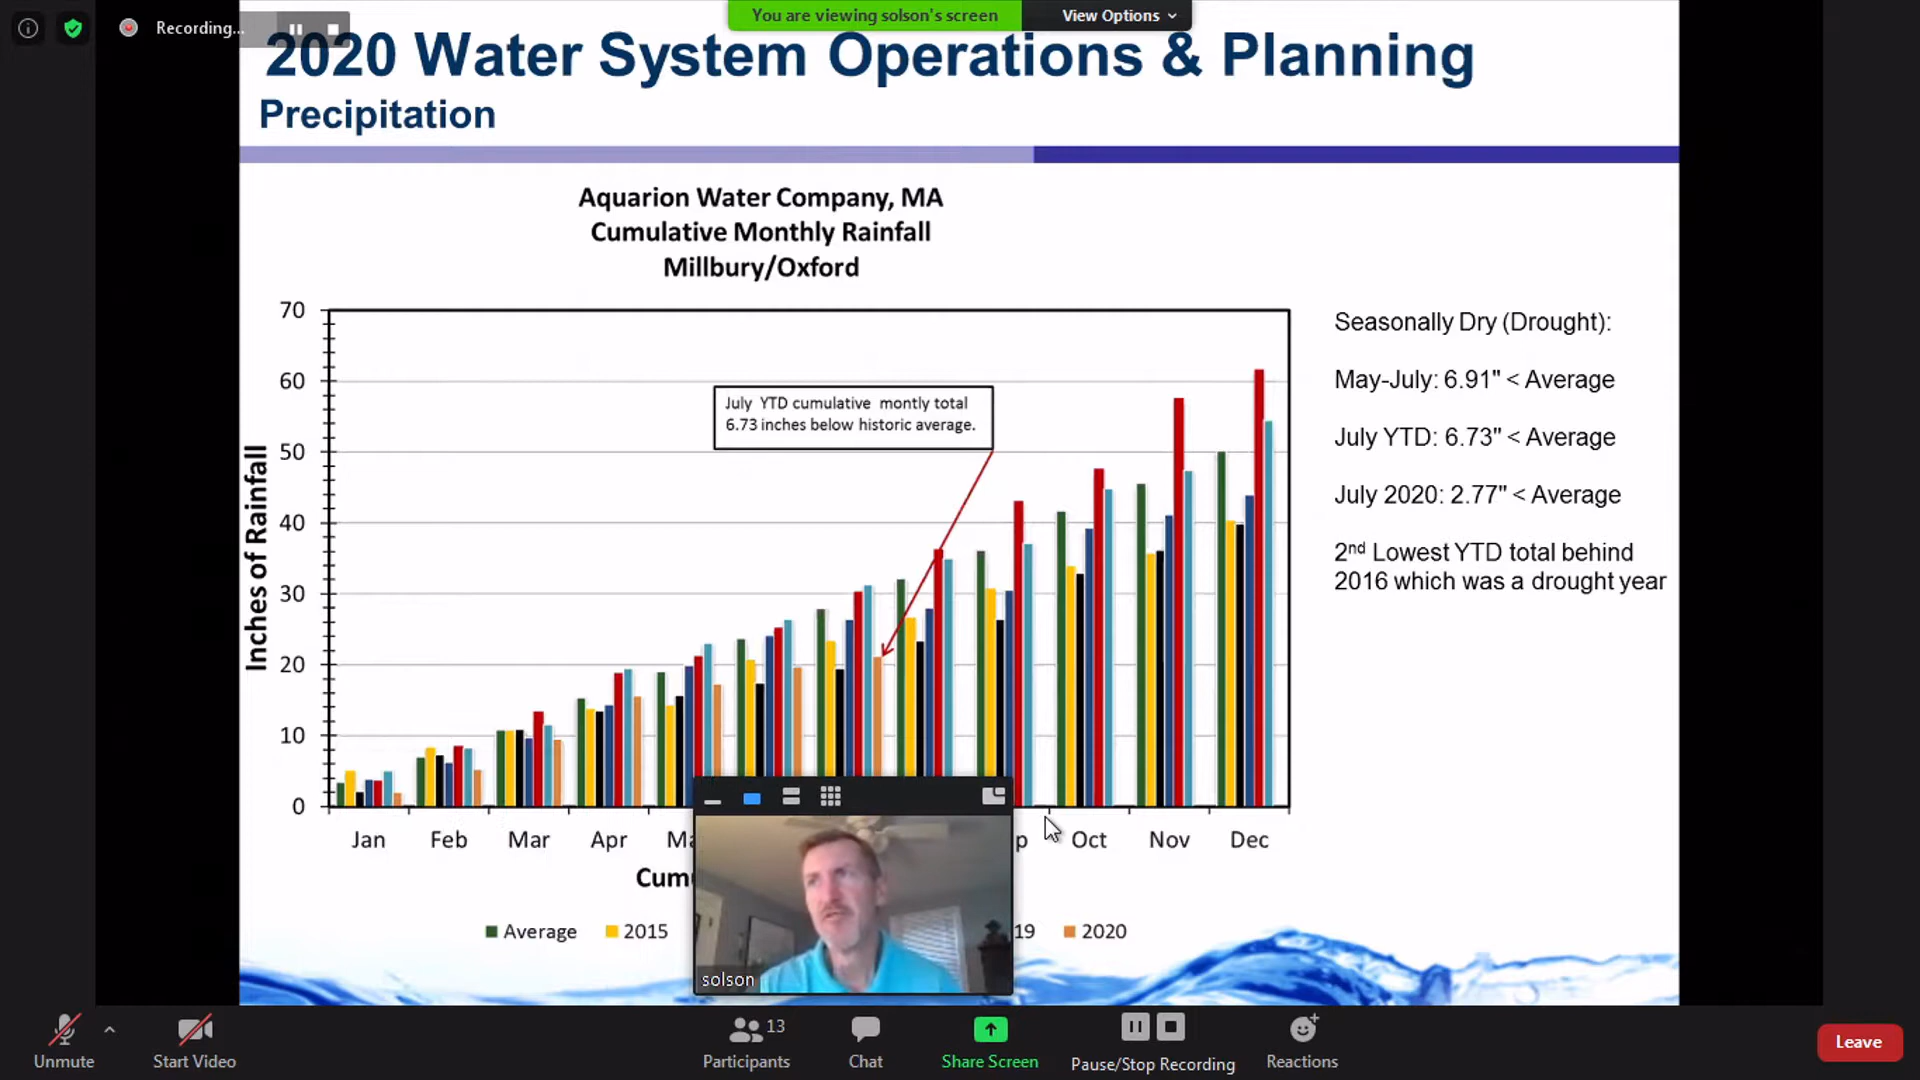 Recording...
You are viewing solson's screen
View Options
2020 Water System Operations & Planning
Precipitation
Aquarion Water Company, MA
Cumulative Monthly Rainfall
Millbury/Oxford
Inches of Rainfall
70
60
50
40
30
20
10
0
July YTD cumulative montly total
6.73 inches below historic average.
Jan Feb Mar Apr Oct Nov Dec
Average 2015 19 2020
Seasonally Dry (Drought):
May-July: 6.91" < Average
July YTD: 6.73" < Average
July 2020: 2.77" < Average
2nd Lowest YTD total behind
2016 which was a drought year
solson
Unmute
Start Video
13
Participants
Chat
Share Screen
Pause/Stop Recording
Reactions
Leave